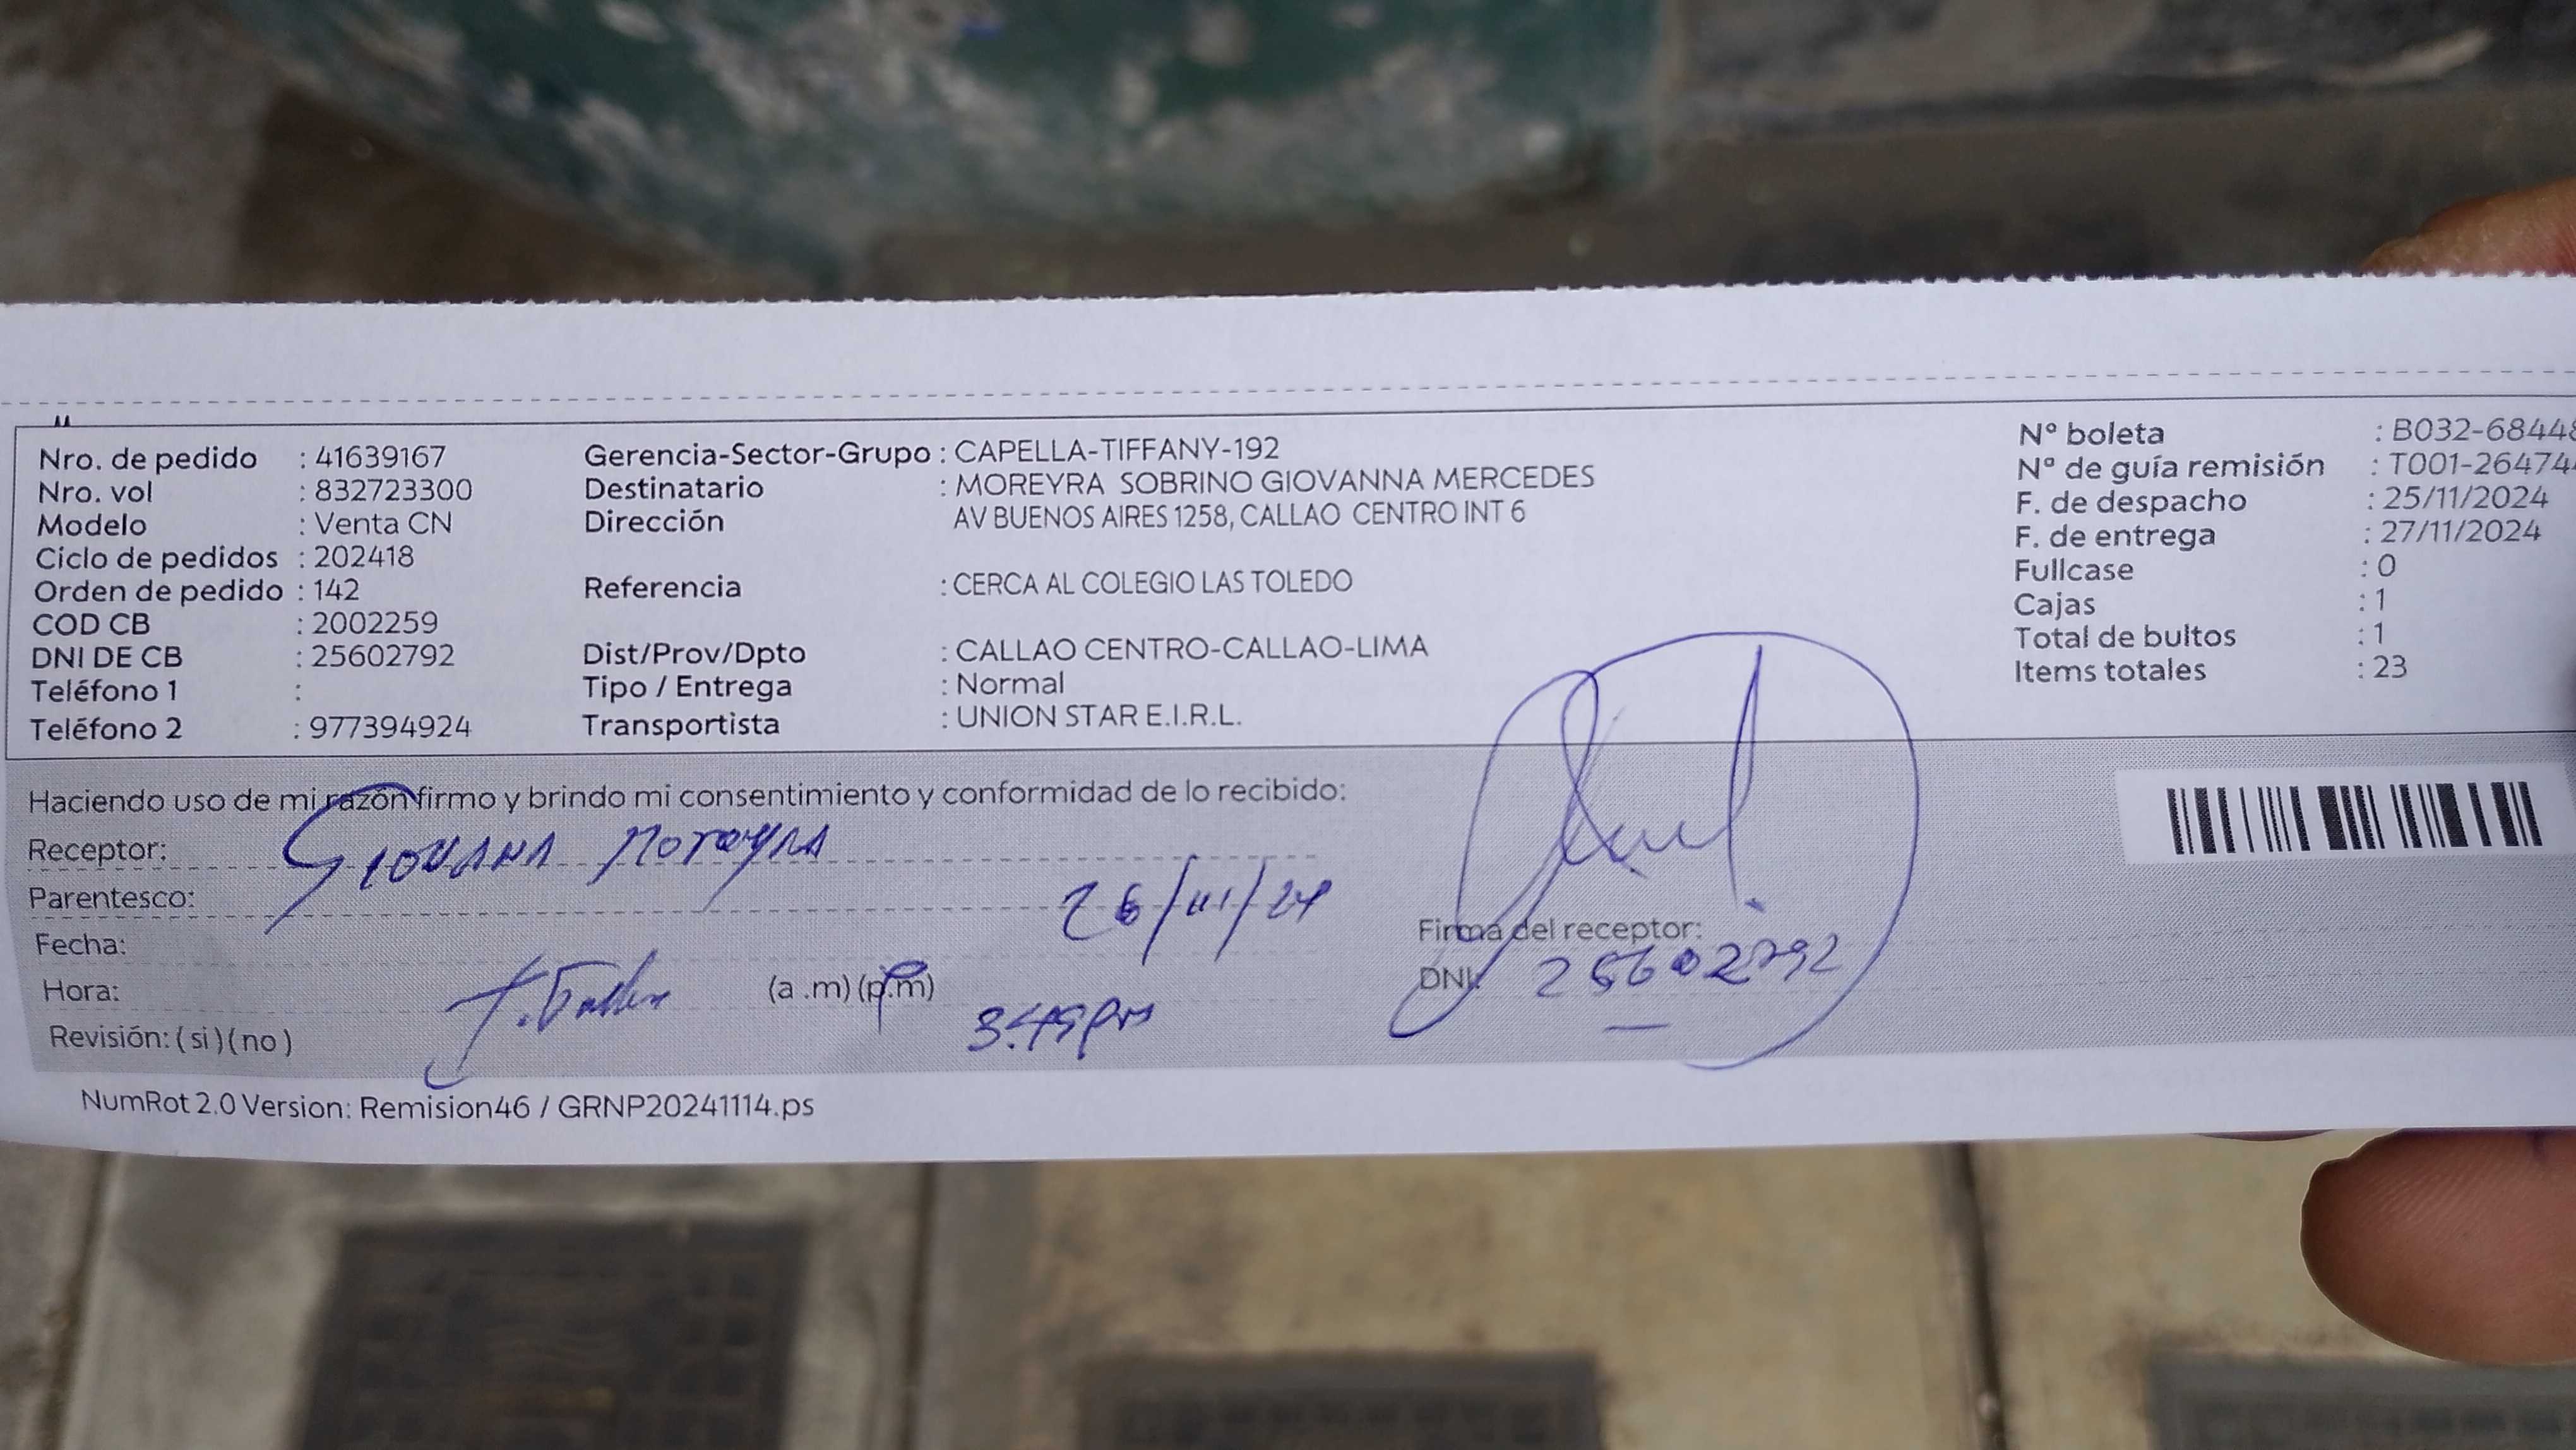 Nro. de pedido : 41639167
Nro. vol : 832723300
Modelo : Venta CN
Ciclo de pedidos : 202418
Orden de pedido : 142
COD CB : 2002259
DNI DE CB : 25602792
Teléfono 1 :
Teléfono 2 : 977394924
Gerencia-Sector-Grupo : CAPELLA-TIFFANY-192
Destinatario : MOREYRA SOBRINO GIOVANNA MERCEDES
Dirección AV BUENOS AIRES 1258, CALLAO CENTRO INT 6
Referencia : CERCA AL COLEGIO LAS TOLEDO
Dist/Prov/Dpto : CALLAO CENTRO-CALLAO-LIMA
Tipo / Entrega : Normal
Transportista : UNION STAR E.I.R.L.
N° boleta : B032-68448
N° de guía remisión : T001-26474
F. de despacho : 25/11/2024
F. de entrega : 27/11/2024
Fullcase : 0
Cajas : 1
Total de bultos : 1
Items totales : 23
Haciendo uso de mi razón firmo y brindo mi consentimiento y conformidad de lo recibido:
Receptor: GIOVANA MOREYRA
Parentesco:
Fecha: 26/11/24
Hora: (a .m) (p.m) 3.49 pm
Revisión: ( si ) ( no )
Firma del receptor:
DNI: 25602792
NumRot 2.0 Version: Remision46 / GRNP20241114.ps